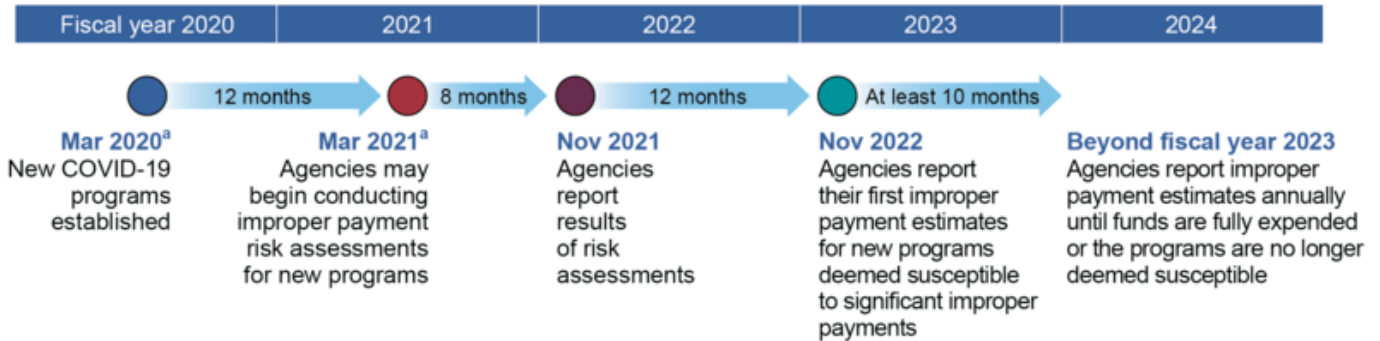 Fiscal year 2020 2021 2022 2023 2024
12 months 8 months 12 months At least 10 months
Mar 2020ª
New COVID-19
programs
established
Mar 2021ª
Agencies may
begin conducting
improper payment
risk assessments
for new programs
Nov 2021
Agencies
report
results
of risk
assessments
Nov 2022
Agencies report
their first improper
payment estimates
for new programs
deemed susceptible
to significant improper
payments
Beyond fiscal year 2023
Agencies report improper
payment estimates annually
until funds are fully expended
or the programs are no longer
deemed susceptible